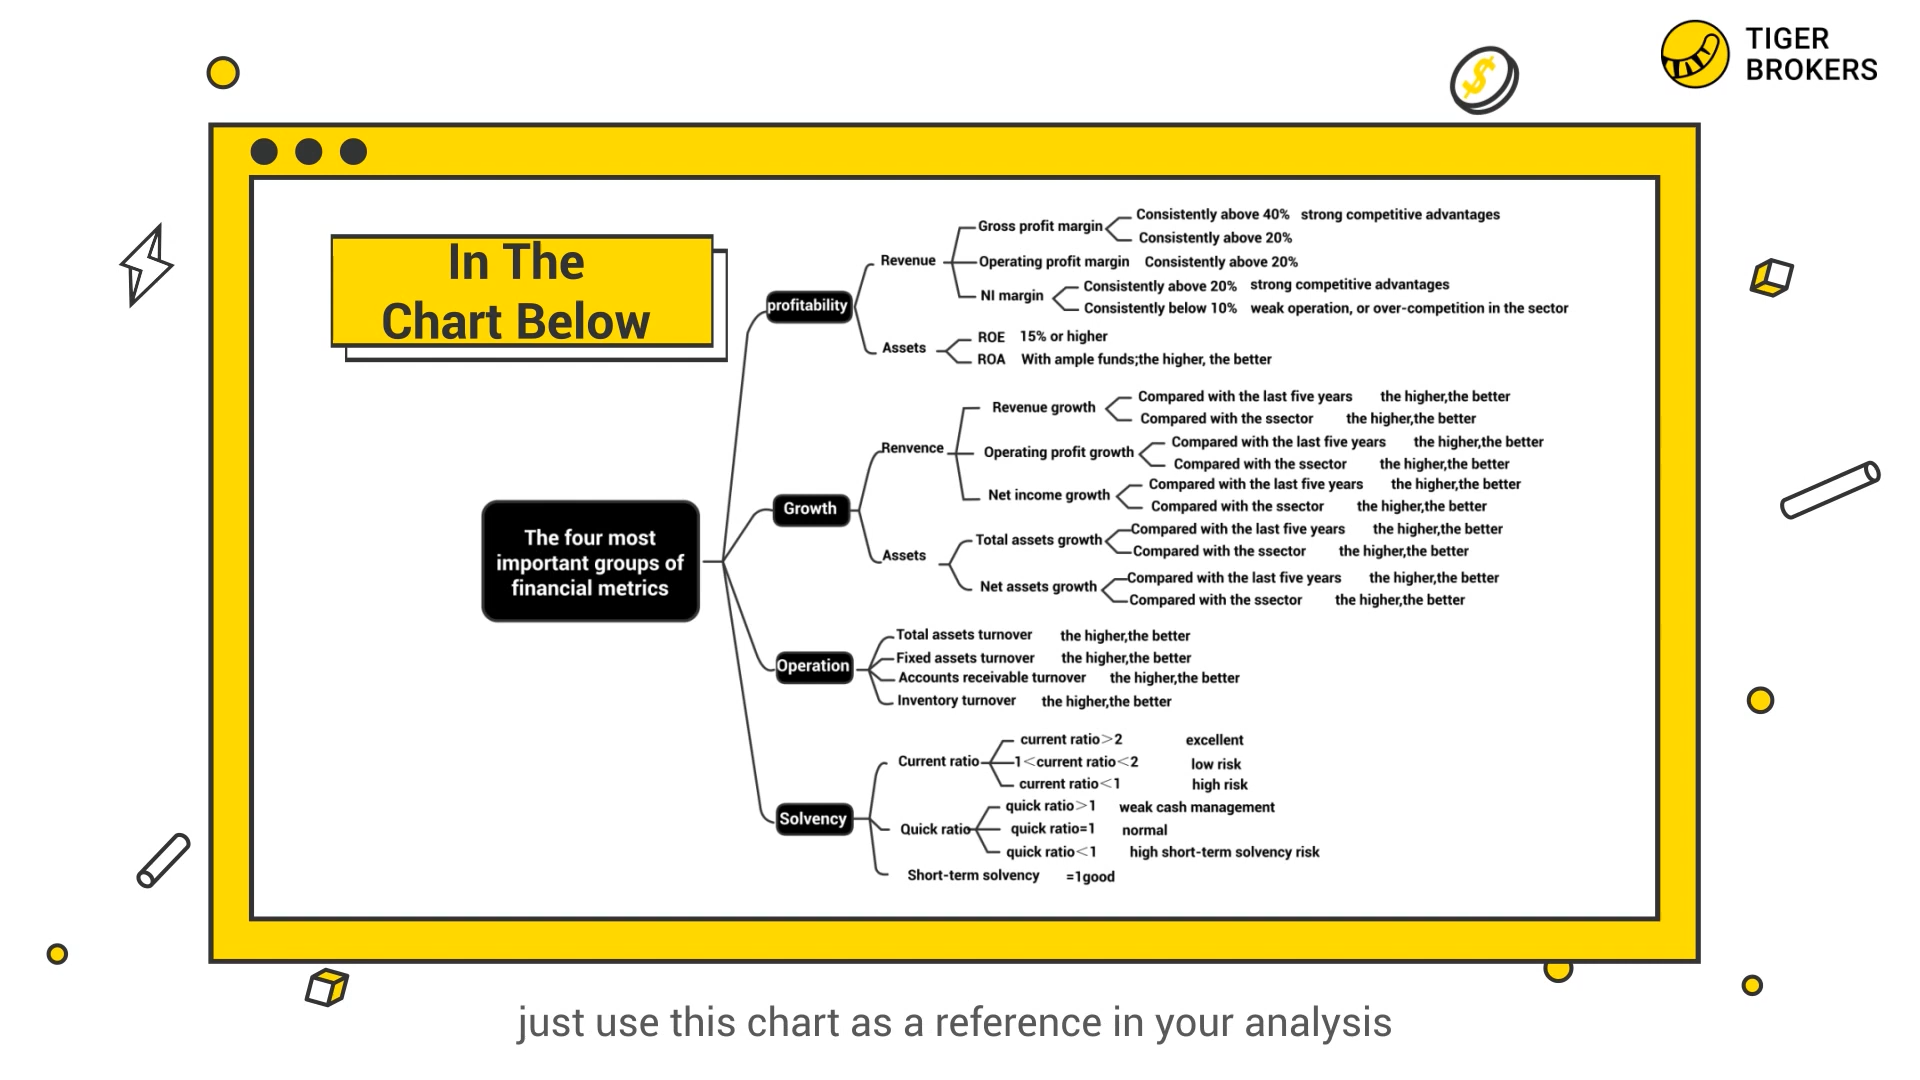 TIGER
BROKERS
In The
Chart Below
The four most
important groups of
financial metrics
profitability
Revenue
Gross profit margin
Consistently above 40% strong competitive advantages
Consistently above 20%
Operating profit margin Consistently above 20%
NI margin
Consistently above 20% strong competitive advantages
Consistently below 10% weak operation, or over-competition in the sector
Assets
ROE 15% or higher
ROA With ample funds;the higher, the better
Growth
Renvence
Revenue growth
Compared with the last five years the higher,the better
Compared with the ssector the higher,the better
Operating profit growth
Compared with the last five years the higher,the better
Compared with the ssector the higher,the better
Net income growth
Compared with the last five years the higher,the better
Compared with the ssector the higher,the better
Assets
Total assets growth
Compared with the last five years the higher,the better
Compared with the ssector the higher,the better
Net assets growth
Compared with the last five years the higher,the better
Compared with the ssector the higher,the better
Operation
Total assets turnover the higher,the better
Fixed assets turnover the higher,the better
Accounts receivable turnover the higher,the better
Inventory turnover the higher,the better
Solvency
Current ratio
current ratio>2 excellent
1<current ratio<2 low risk
current ratio<1 high risk
Quick ratio
quick ratio>1 weak cash management
quick ratio=1 normal
quick ratio<1 high short-term solvency risk
Short-term solvency =1good
just use this chart as a reference in your analysis